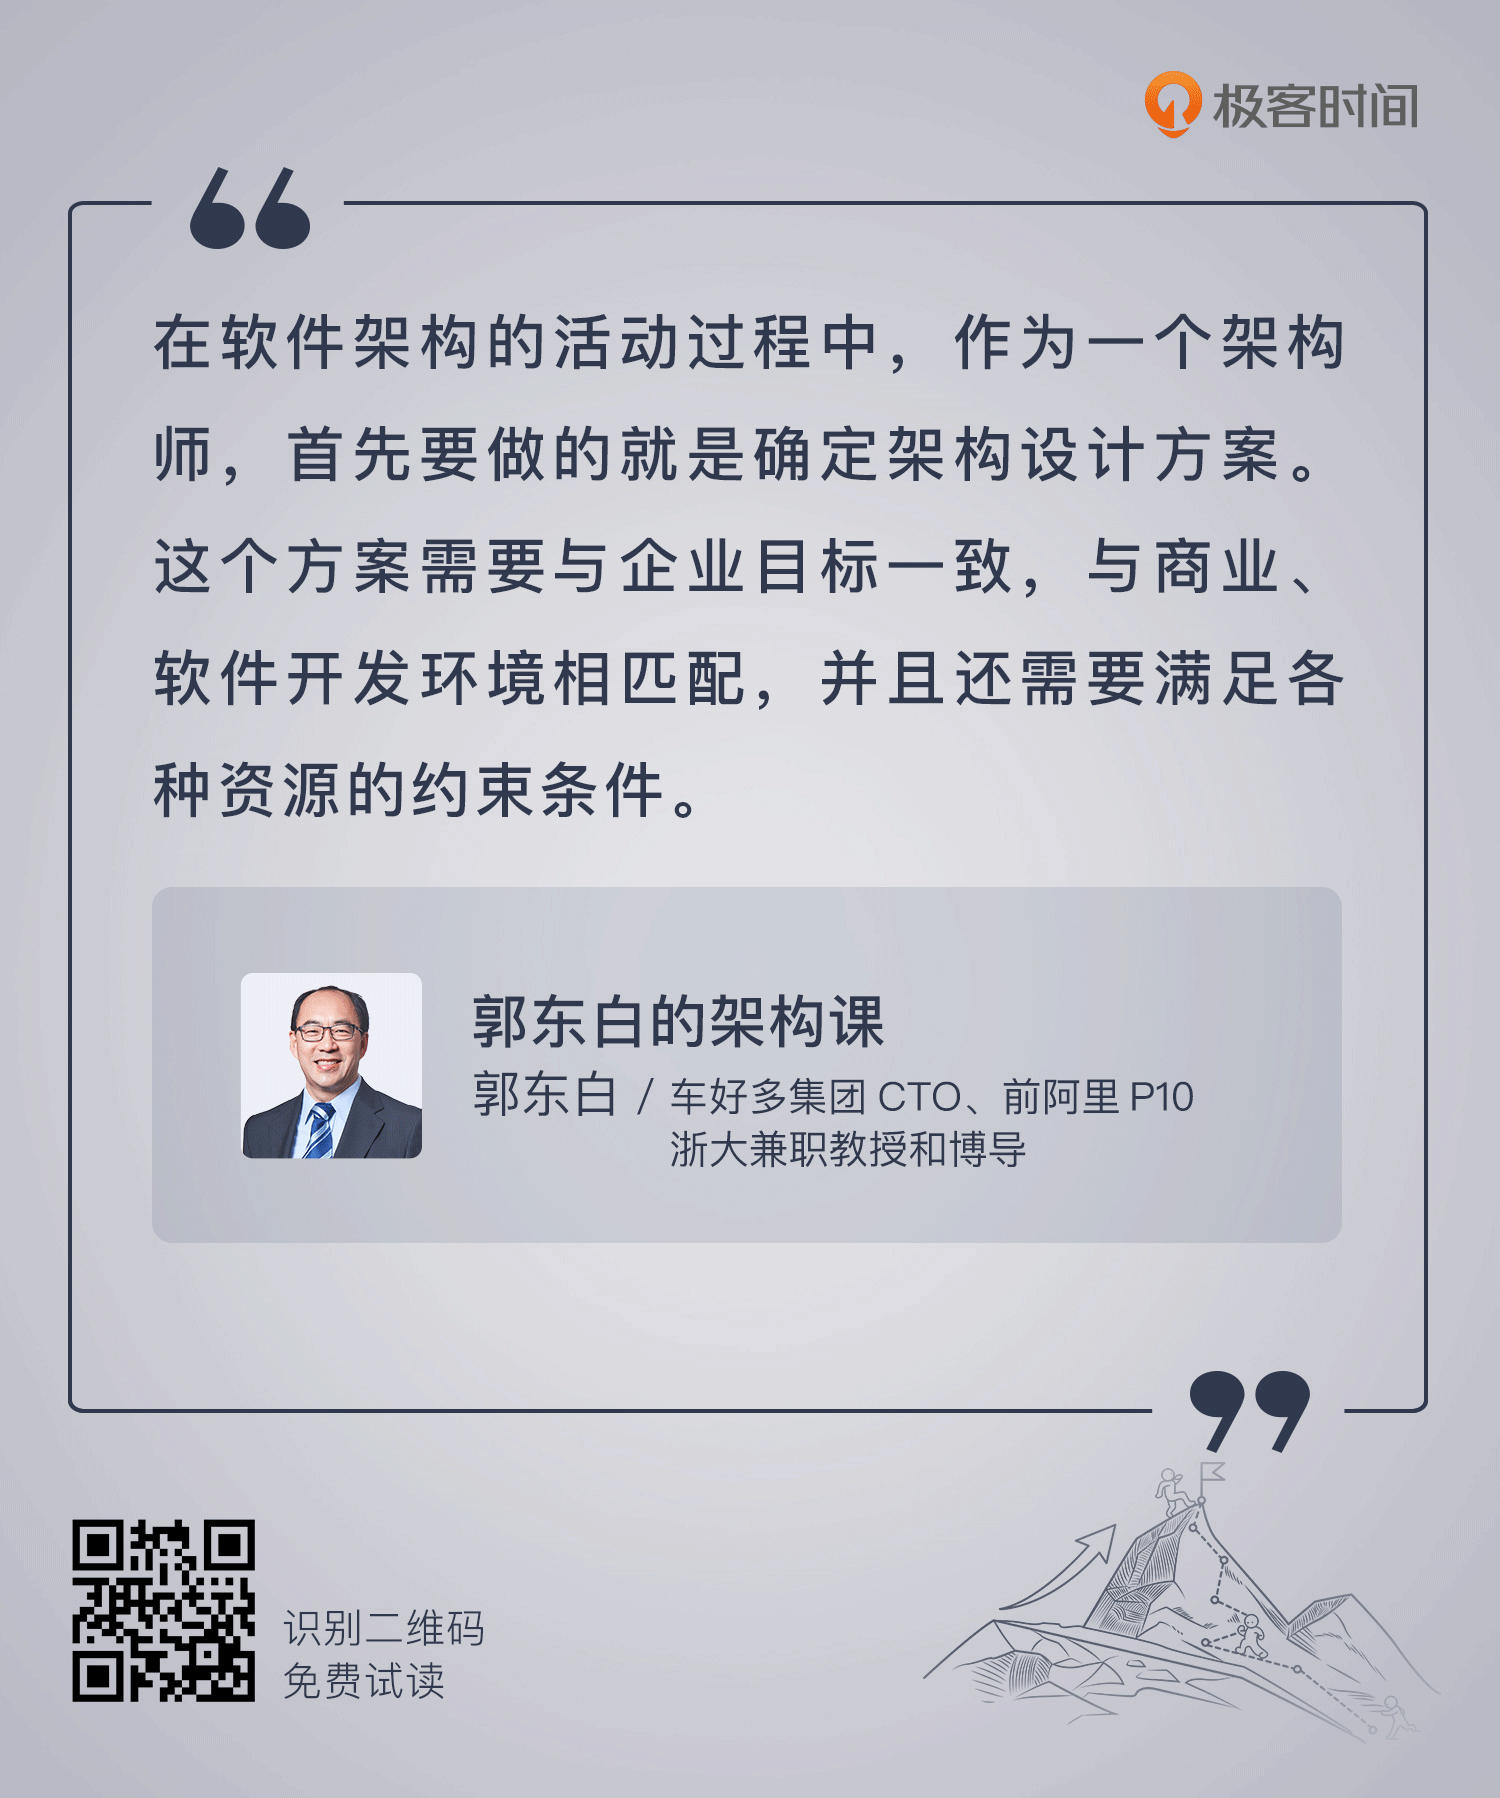 极客时间
在软件架构的活动过程中，作为一个架构
师，首先要做的就是确定架构设计方案。
这个方案需要与企业目标一致，与商业、
软件开发环境相匹配，并且还需要满足各
种资源的约束条件。
郭东白的架构课
郭东白 / 车好多集团 CTO、前阿里 P10
浙大兼职教授和博导
识别二维码
免费试读